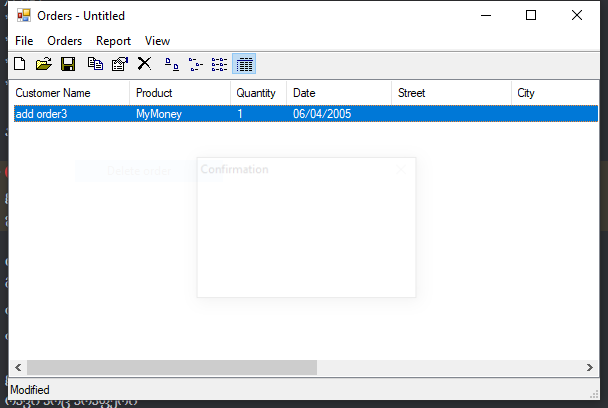 Orders - Untitled
File Orders Report View
Customer Name Product Quantity Date Street City
add order3 MyMoney 1 06/04/2005
Delete order
Confirmation
Modified